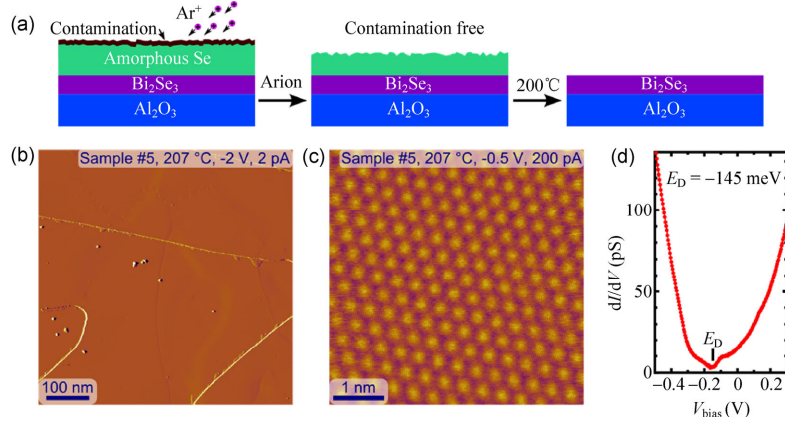 (a)
Contamination
Ar+
Contamination free
Amorphous Se
Bi2Se3
Al2O3
Arion
200℃
Bi2Se3
Al2O3
Bi2Se3
Al2O3
(b)
Sample #5, 207 °C, -2 V, 2 pA
100 nm
(c)
Sample #5, 207 °C, -0.5 V, 200 pA
1 nm
(d)
ED = −145 meV
100
50
0
dI/dV (pS)
ED
−0.4 −0.2 0 0.2
Vbias (V)